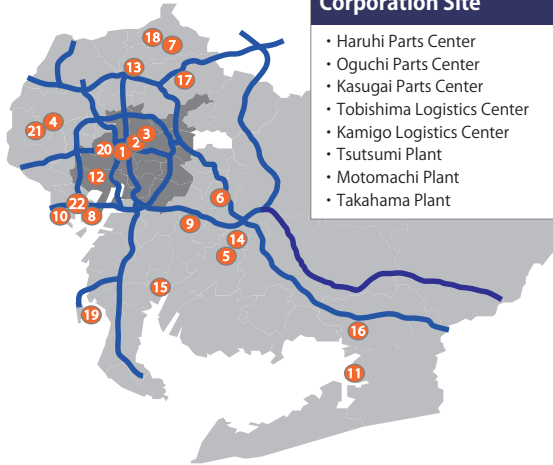 Corporation Site
・Haruhi Parts Center
・Oguchi Parts Center
・Kasugai Parts Center
・Tobishima Logistics Center
・Kamigo Logistics Center
・Tsutsumi Plant
・Motomachi Plant
・Takahama Plant
18
7
13
17
4
21
3
2
20
1
12
6
22
10
8
9
14
5
15
19
16
11